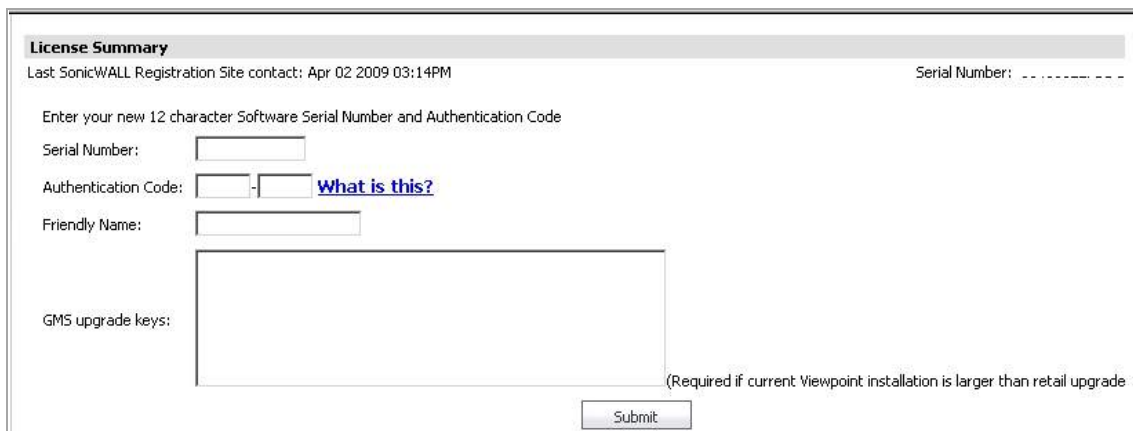 License Summary
Last SonicWALL Registration Site contact: Apr 02 2009 03:14PM
Serial Number:
Enter your new 12 character Software Serial Number and Authentication Code
Serial Number:
Authentication Code: - What is this?
Friendly Name:
GMS upgrade keys:
(Required if current Viewpoint installation is larger than retail upgrade
Submit